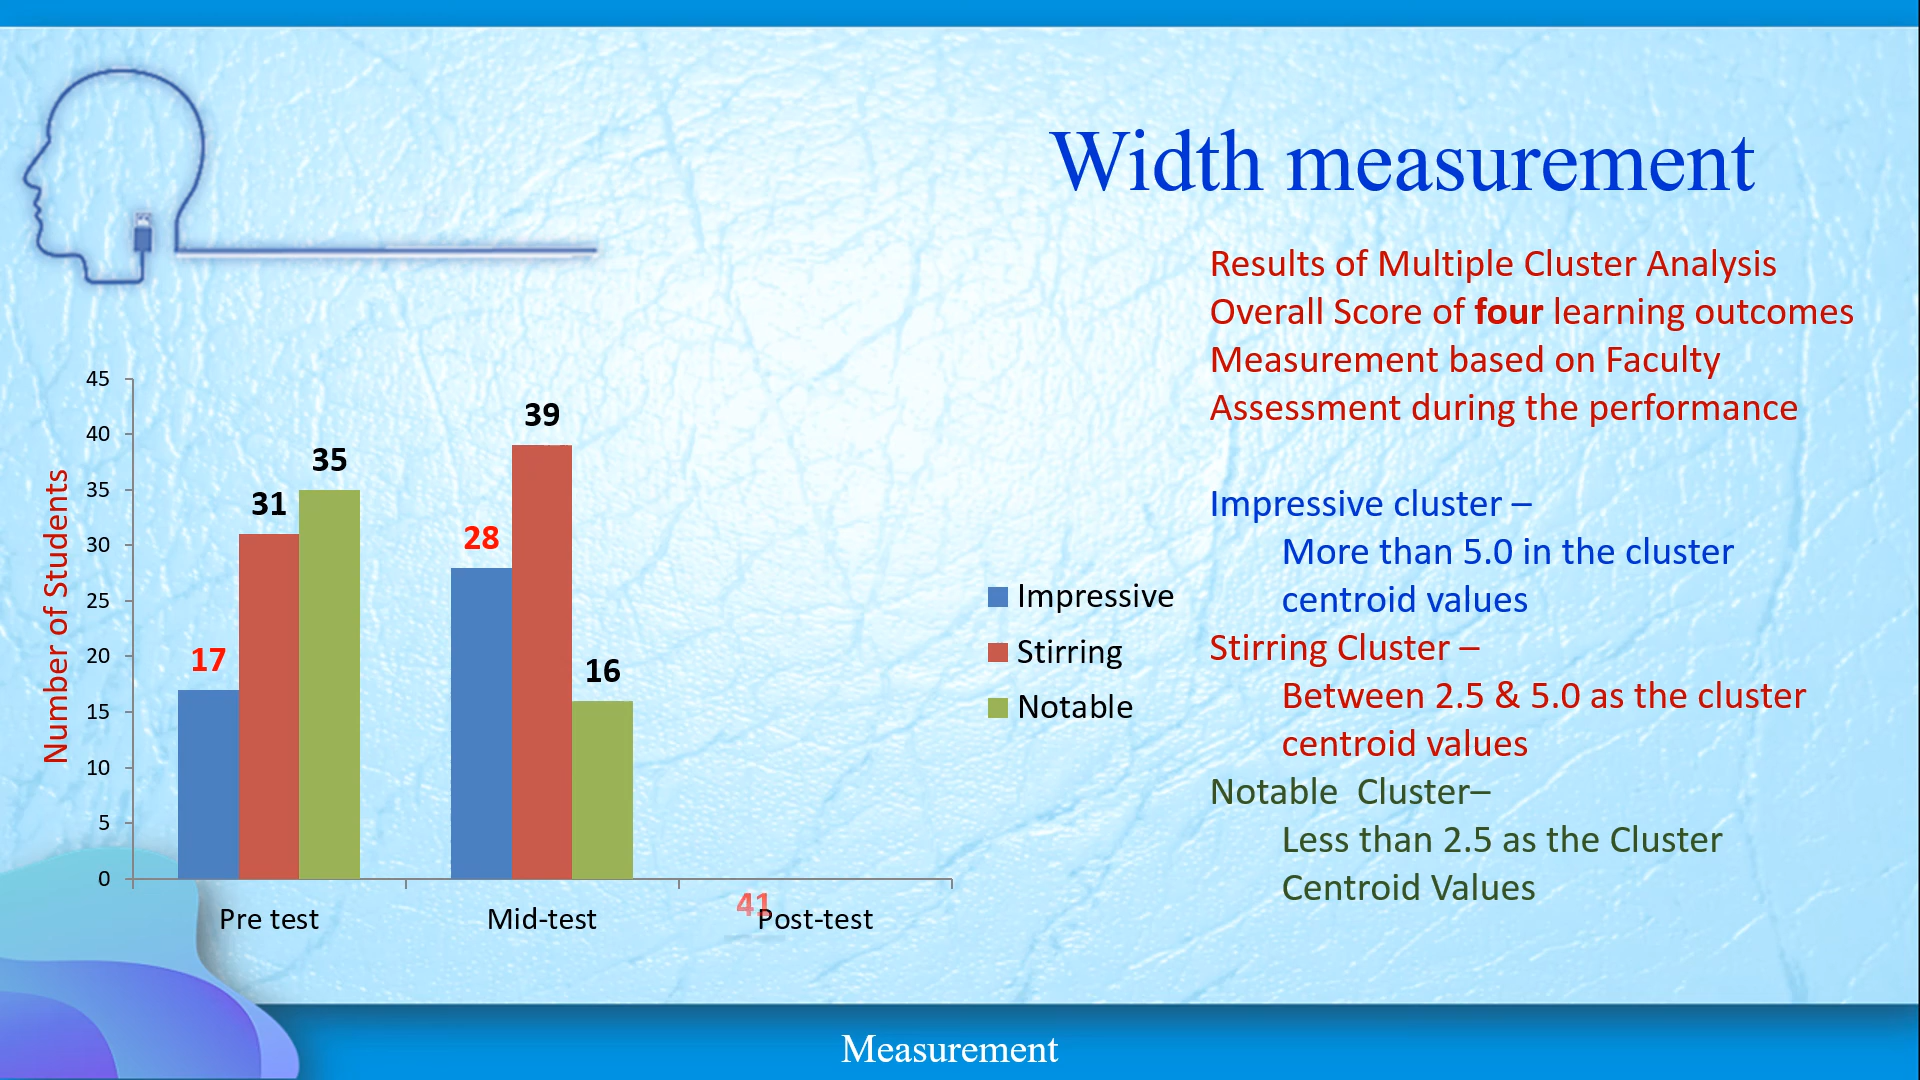 Width measurement
Results of Multiple Cluster Analysis
Overall Score of four learning outcomes
Measurement based on Faculty
Assessment during the performance
Impressive cluster –
More than 5.0 in the cluster
centroid values
Stirring Cluster –
Between 2.5 & 5.0 as the cluster
centroid values
Notable  Cluster–
Less than 2.5 as the Cluster
Centroid Values
Number of Students
45
40
35
30
25
20
15
10
5
0
17
31
35
28
39
16
41
Pre test
Mid-test
Post-test
Impressive
Stirring
Notable
Measurement